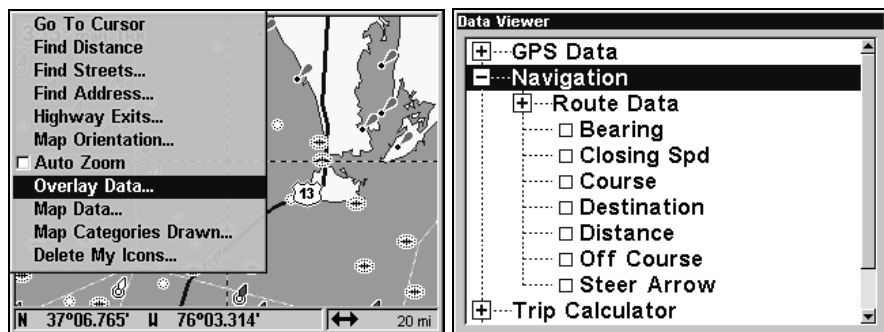 Go To Cursor
Find Distance
Find Streets...
Find Address...
Highway Exits...
Map Orientation...
Auto Zoom
Overlay Data...
Map Data...
Map Categories Drawn...
Delete My Icons...
13
N 37°06.765' W 76°03.314' 20 mi
Data Viewer
GPS Data
Navigation
Route Data
Bearing
Closing Spd
Course
Destination
Distance
Off Course
Steer Arrow
Trip Calculator